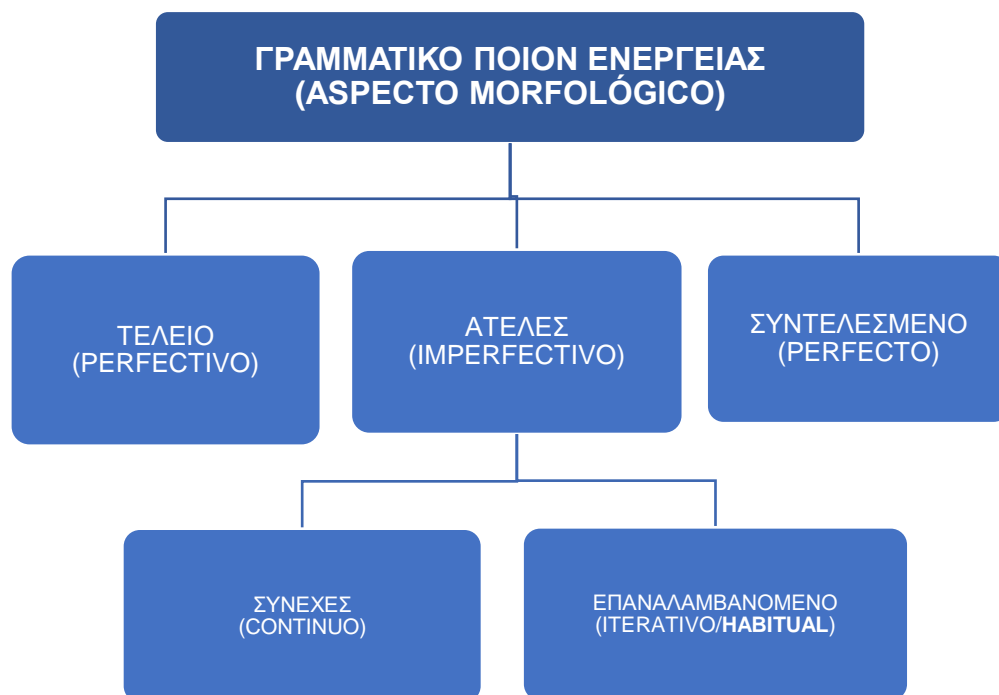 ΓΡΑΜΜΑΤΙΚΟ ΠΟΙΟΝ ΕΝΕΡΓΕΙΑΣ
(ASPECTO MORFOLÓGICO)
ΤΕΛΕΙΟ
(PERFECTIVO)
ΑΤΕΛΕΣ
(IMPERFECTIVO)
ΣΥΝΤΕΛΕΣΜΕΝΟ
(PERFECTO)
ΣΥΝΕΧΕΣ
(CONTINUO)
ΕΠΑΝΑΛΑΜΒΑΝΟΜΕΝΟ
(ITERATIVO/HABITUAL)